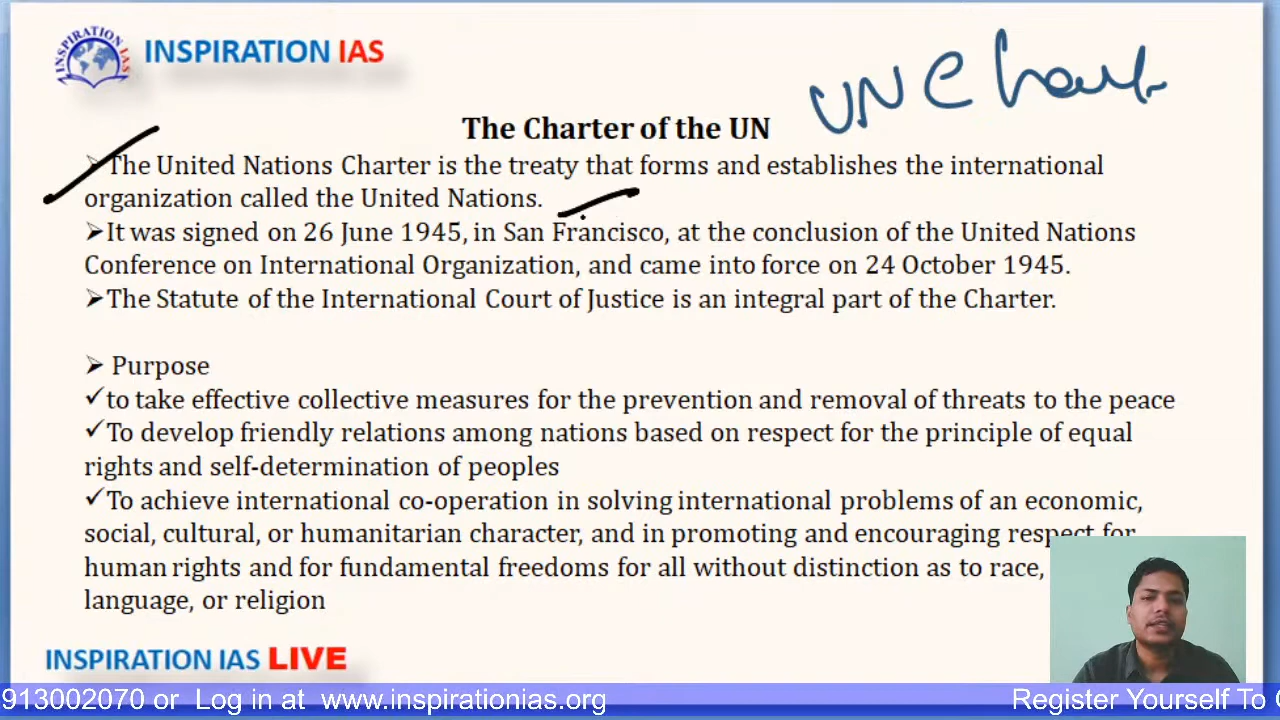 INSPIRATION IAS
INSPIRATION IAS
UN Chart
The Charter of the UN
➢The United Nations Charter is the treaty that forms and establishes the international
organization called the United Nations.
➢It was signed on 26 June 1945, in San Francisco, at the conclusion of the United Nations
Conference on International Organization, and came into force on 24 October 1945.
➢The Statute of the International Court of Justice is an integral part of the Charter.
➢ Purpose
✓to take effective collective measures for the prevention and removal of threats to the peace
✓To develop friendly relations among nations based on respect for the principle of equal
rights and self-determination of peoples
✓To achieve international co-operation in solving international problems of an economic,
social, cultural, or humanitarian character, and in promoting and encouraging respect for
human rights and for fundamental freedoms for all without distinction as to race,
language, or religion
INSPIRATION IAS LIVE
913002070 or Log in at www.inspirationias.org Register Yourself To